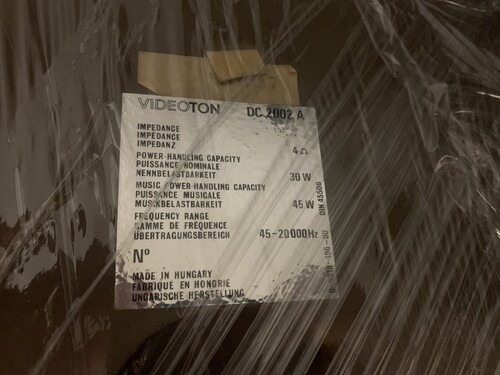 VIDEOTON DC 2002 A
IMPEDANCE
IMPEDANCE
IMPEDANZ 4 Ω
POWER-HANDLING CAPACITY
PUISSANCE NOMINALE
NENNBELASTBARKEIT 30 W
MUSIC POWER-HANDLING CAPACITY
PUISSANCE MUSICALE
MUSIKBELASTBARKEIT 45 W
FREQUENCY RANGE
GAMME DE FRÉQUENCE
ÜBERTRAGUNGSBEREICH 45-20000Hz
Nº
MADE IN HUNGARY
FABRIQUÉ EN HONGRIE
UNGARISCHE HERSTELLUNG
DIN 45500